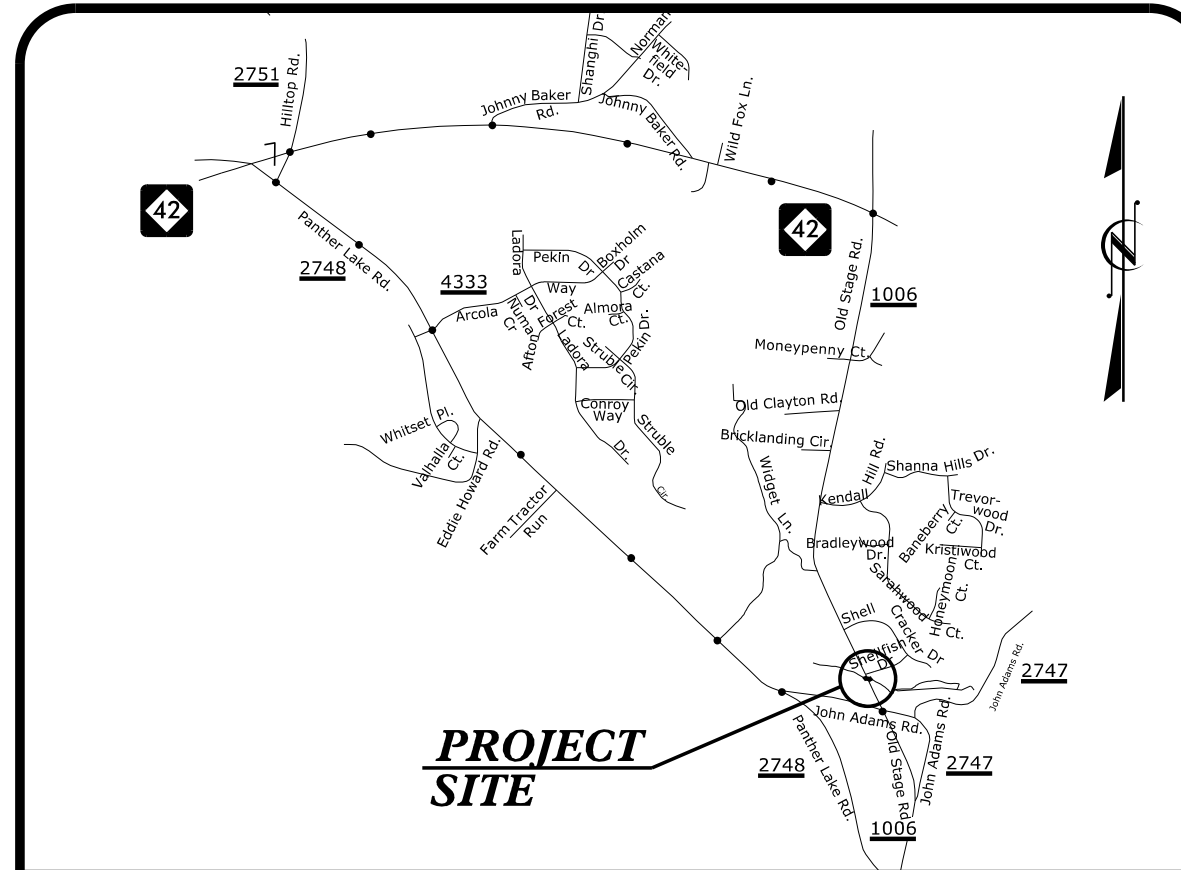 Shanghi Dr
Norman
White-
field
Dr.
2751
Hilltop Rd.
Johnny Baker
Rd.
Johnny Baker Rd.
Wild Fox Ln.
42
42
Panther Lake Rd.
2748
4333
Ladora
Dr
Pekin
Dr
Boxholm
Dr
Castana
Ct.
Way
Arcola
Numa
Cr
Forest
Ct.
Almora
Ct.
Afton
Ladora
Struble
Cir.
Pekin Dr.
Old Stage Rd.
1006
Moneypenny Ct.
Conroy
Way
Dr.
Struble
Cir.
Old Clayton Rd.
Bricklanding Cir.
Whitset Pl.
Valhalla
Ct.
Eddie Howard Rd.
Farm Tractor
Run
Widget Ln.
Kendall Hill Rd.
Shanna Hills Dr.
Trevor-
wood
Dr.
Baneberry
Ct.
Bradleywood
Dr.
Kristiwood
Ct.
Sarahwood
Ct.
Honeymoon
Ct.
Shell
Cracker Dr
Shellfish
Dr
John Adams Rd.
2747
John Adams Rd.
John Adams Rd.
2747
PROJECT
SITE
2748
Panther Lake Rd.
Old Stage Rd
1006
N